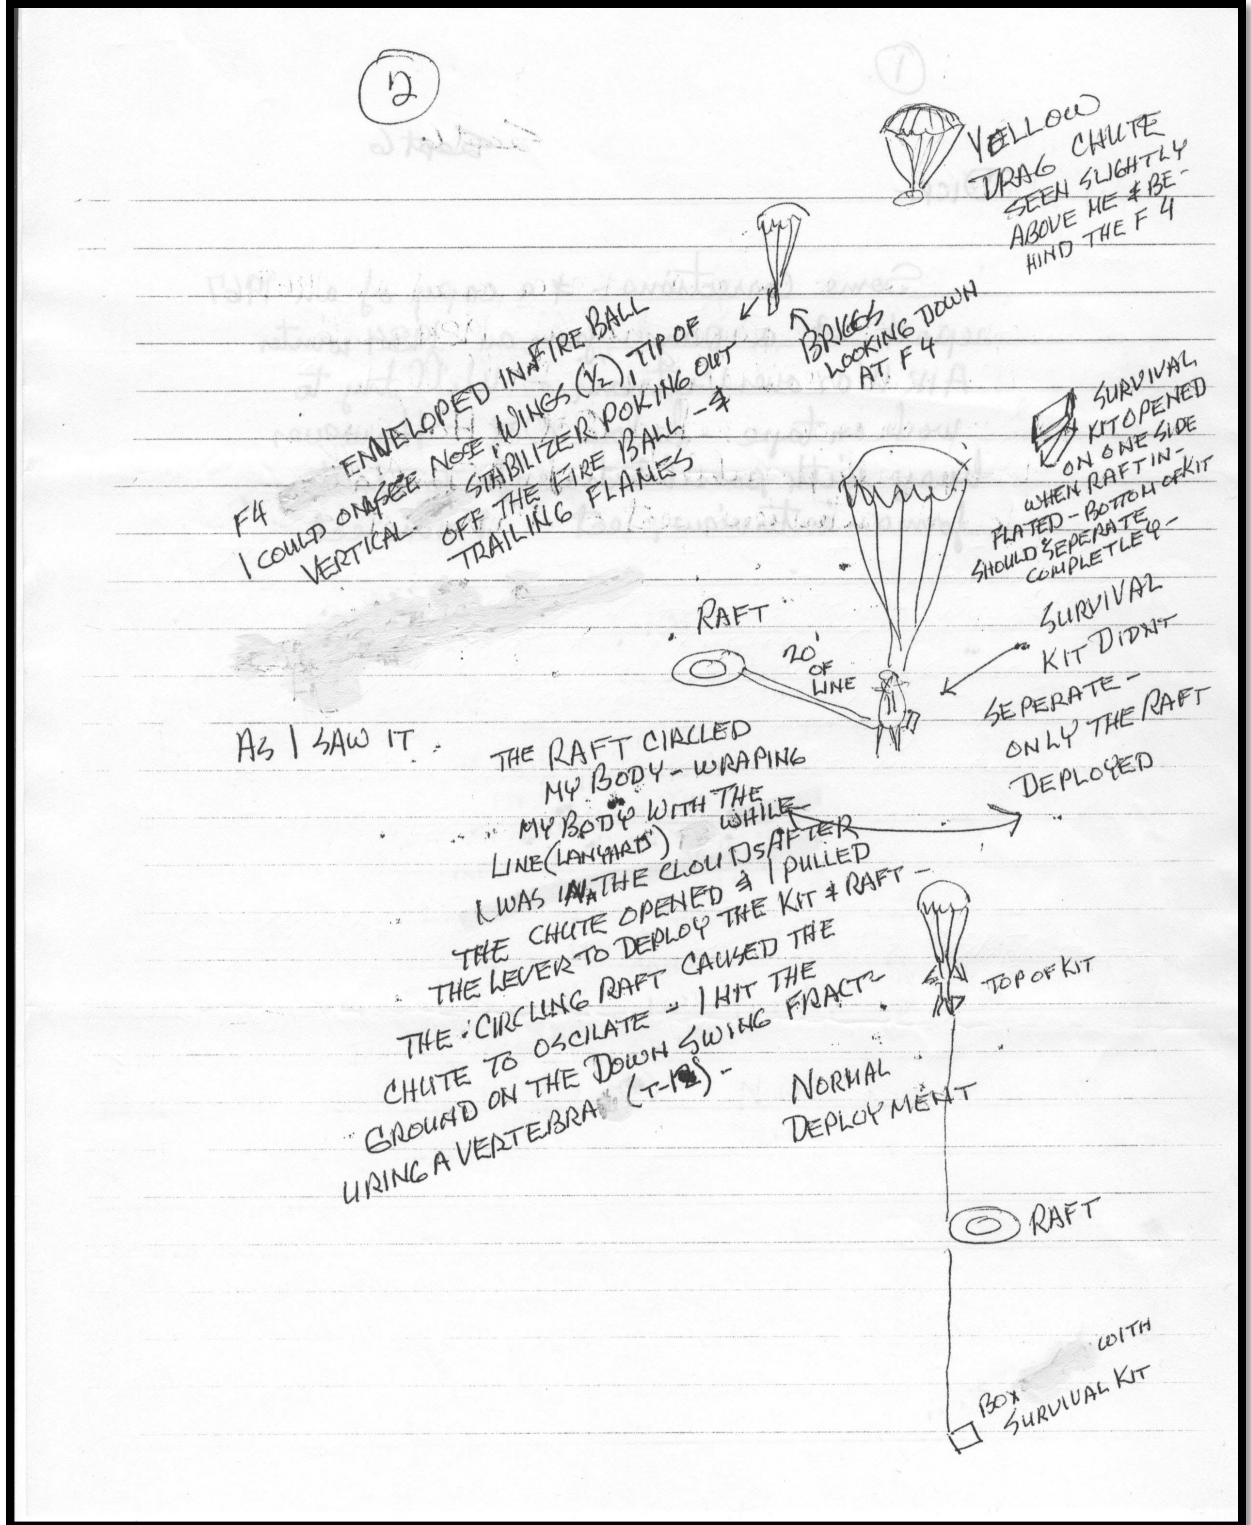 2
YELLOW
DRAG CHUTE
SEEN SLIGHTLY
ABOVE ME & BE-
HIND THE F 4
BRIGGS
LOOKING DOWN
AT F 4
F4 ENVELOPED IN FIRE BALL
I COULD ONLY SEE NOSE, WINGS (1/2), TIP OF
VERTICAL STABILIZER POKING OUT
OFF THE FIRE BALL - &
TRAILING FLAMES
SURVIVAL
KIT OPENED
ON ONE SIDE
WHEN RAFT IN-
FLATED - BOTTOM OF KIT
SHOULD SEPERATE
COMPLETLEY -
RAFT
20'
OF
LINE
SURVIVAL
KIT DIDNT
SEPERATE -
ONLY THE RAFT
DEPLOYED
AS I SAW IT
THE RAFT CIRCLED
MY BODY - WRAPING
MY BODY WITH THE
LINE (LANYARD) WHILE
I WAS IN THE CLOUDS AFTER
THE CHUTE OPENED & I PULLED
THE LEVER TO DEPLOY THE KIT & RAFT -
THE CIRCLING RAFT CAUSED THE
CHUTE TO OSCILATE - I HIT THE
GROUND ON THE DOWN SWING FRACT-
URING A VERTEBRA (T-12) -
TOP OF KIT
NORMAL
DEPLOYMENT
RAFT
BOX WITH
SURVIVAL KIT